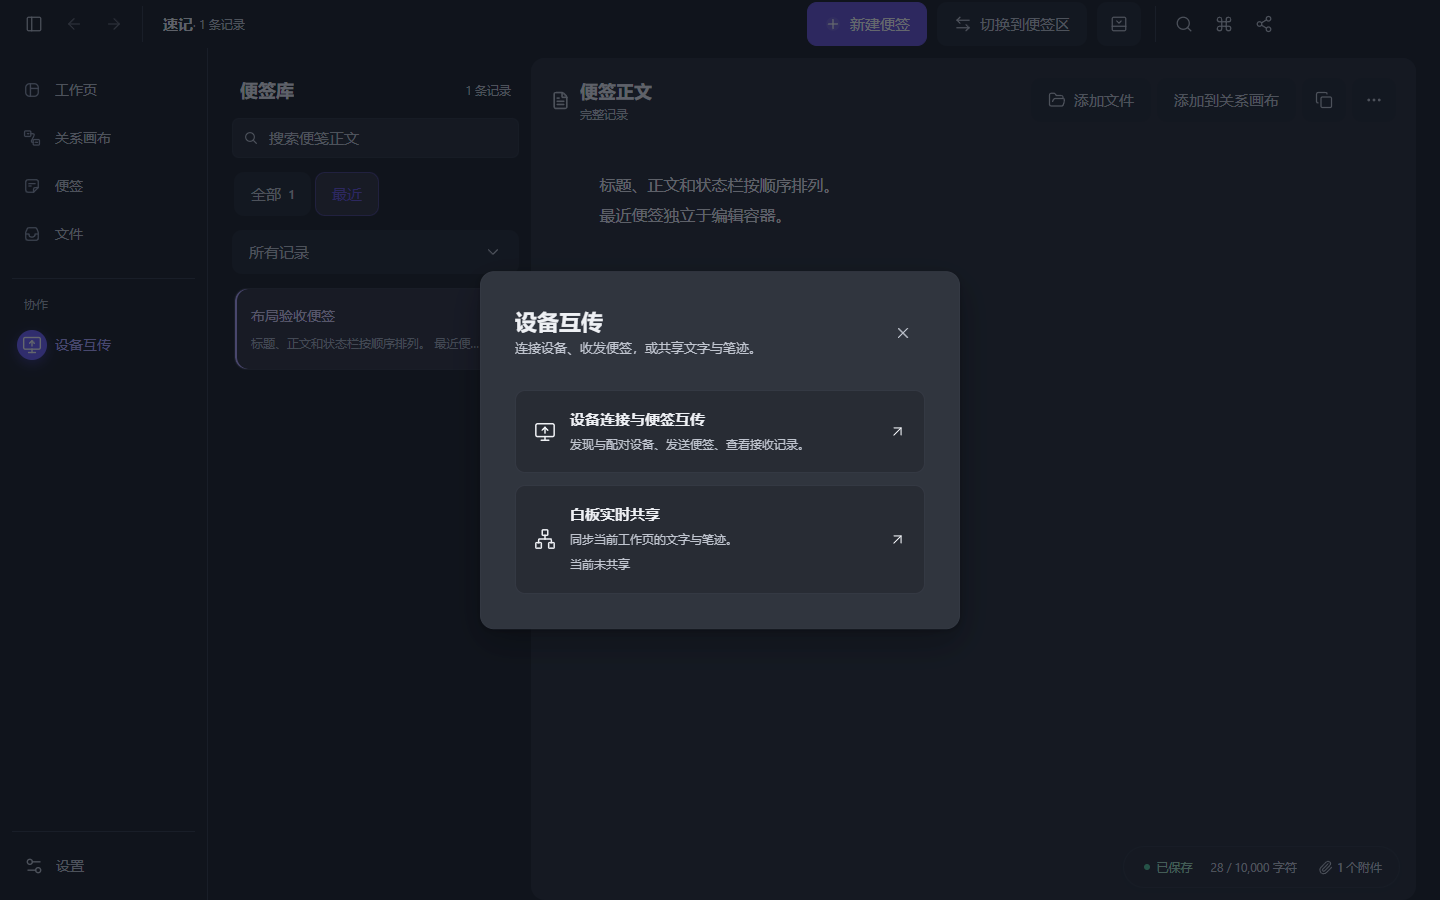 速记· 1 条记录
新建便签
切换到便签区
工作页
关系画布
便签
文件
协作
设备互传
设置
便签库
1 条记录
搜索便笺正文
全部 1
最近
所有记录
布局验收便签
标题、正文和状态栏按顺序排列。 最近便...
便签正文
完整记录
添加文件
添加到关系画布
标题、正文和状态栏按顺序排列。
最近便签独立于编辑容器。
设备互传
连接设备、收发便签，或共享文字与笔迹。
设备连接与便签互传
发现与配对设备、发送便签、查看接收记录。
白板实时共享
同步当前工作页的文字与笔迹。
当前未共享
已保存
28 / 10,000 字符
1 个附件